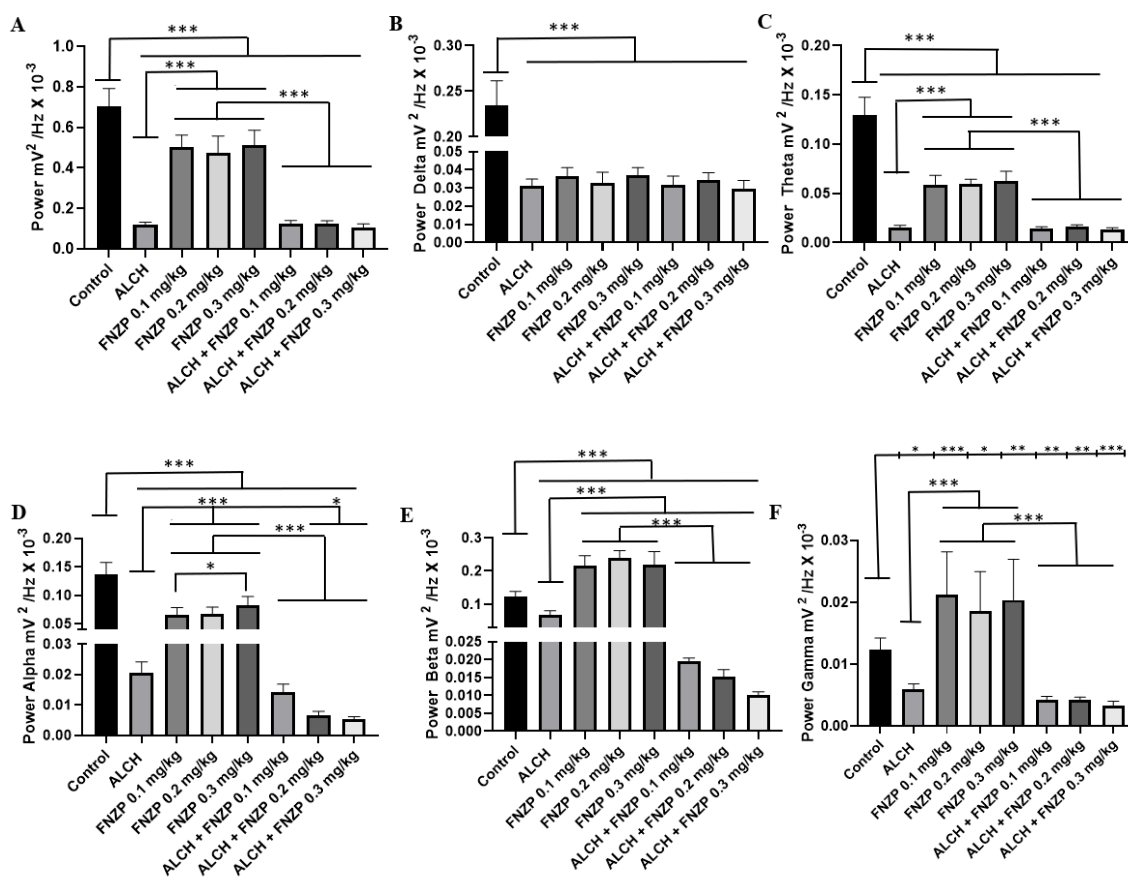 A
Power mV 2 /Hz X 10-3
1.0
0.8
0.6
0.4
0.2
0.0
***
***
***
Control
ALCH
FNZP 0.1 mg/kg
FNZP 0.2 mg/kg
FNZP 0.3 mg/kg
ALCH + FNZP 0.1 mg/kg
ALCH + FNZP 0.2 mg/kg
ALCH + FNZP 0.3 mg/kg
B
Power Delta mV 2 /Hz X 10-3
0.30
0.25
0.20
0.05
0.04
0.03
0.02
0.01
0.00
***
Control
ALCH
FNZP 0.1 mg/kg
FNZP 0.2 mg/kg
FNZP 0.3 mg/kg
ALCH + FNZP 0.1 mg/kg
ALCH + FNZP 0.2 mg/kg
ALCH + FNZP 0.3 mg/kg
C
Power Theta mV 2 /Hz X 10-3
0.20
0.15
0.10
0.05
0.00
***
***
***
Control
ALCH
FNZP 0.1 mg/kg
FNZP 0.2 mg/kg
FNZP 0.3 mg/kg
ALCH + FNZP 0.1 mg/kg
ALCH + FNZP 0.2 mg/kg
ALCH + FNZP 0.3 mg/kg
D
Power Alpha mV 2 /Hz X 10-3
0.20
0.15
0.10
0.05
0.03
0.02
0.01
0.00
***
*** *
***
*
Control
ALCH
FNZP 0.1 mg/kg
FNZP 0.2 mg/kg
FNZP 0.3 mg/kg
ALCH + FNZP 0.1 mg/kg
ALCH + FNZP 0.2 mg/kg
ALCH + FNZP 0.3 mg/kg
E
Power Beta mV 2 /Hz X 10-3
0.3
0.2
0.1
0.025
0.020
0.015
0.010
0.005
0.000
***
***
***
Control
ALCH
FNZP 0.1 mg/kg
FNZP 0.2 mg/kg
FNZP 0.3 mg/kg
ALCH + FNZP 0.1 mg/kg
ALCH + FNZP 0.2 mg/kg
ALCH + FNZP 0.3 mg/kg
F
Power Gamma mV 2 /Hz X 10-3
0.03
0.02
0.01
0.00
* *** * ** ** ** ***
***
***
Control
ALCH
FNZP 0.1 mg/kg
FNZP 0.2 mg/kg
FNZP 0.3 mg/kg
ALCH + FNZP 0.1 mg/kg
ALCH + FNZP 0.2 mg/kg
ALCH + FNZP 0.3 mg/kg